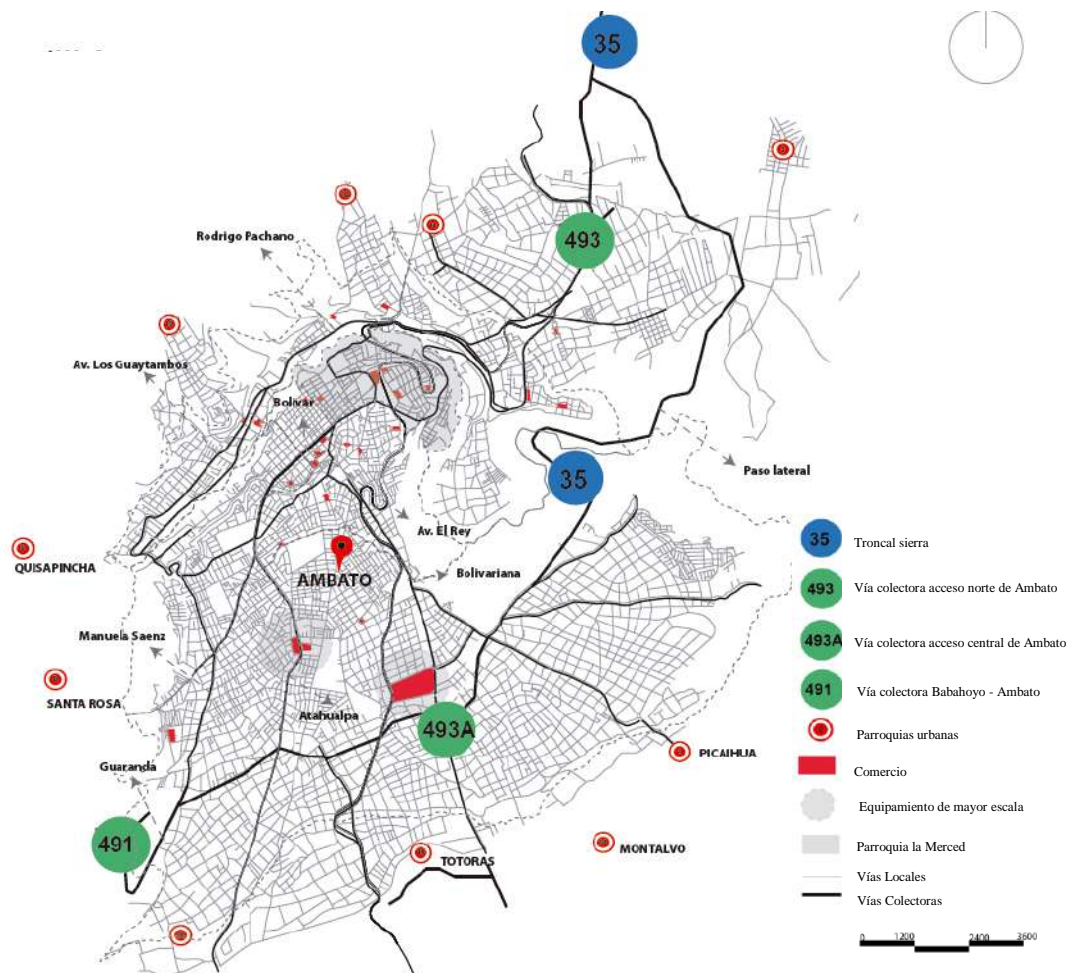 35
493
Rodrigo Pachano
Av. Los Guaytambos
Bolivar
Paso lateral
35
Av. El Rey
QUISAPINCHA
AMBATO
Bolivariana
Manuela Saenz
SANTA ROSA
Atahualpa
493A
PICAIHUA
Guaranda
491
TOTORAS
MONTALVO
35 Troncal sierra
493 Vía colectora acceso norte de Ambato
493A Vía colectora acceso central de Ambato
491 Vía colectora Babahoyo - Ambato
Parroquias urbanas
Comercio
Equipamiento de mayor escala
Parroquia la Merced
Vías Locales
Vías Colectoras
0 1200 2400 3600